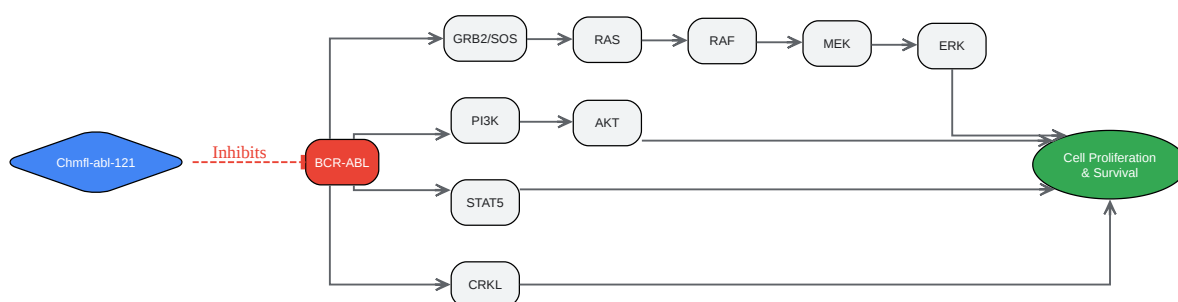 GRB2/SOS
RAS
RAF
MEK
ERK
PI3K
AKT
Chmfl-abl-121
Inhibits
BCR-ABL
Cell Proliferation
& Survival
STAT5
CRKL